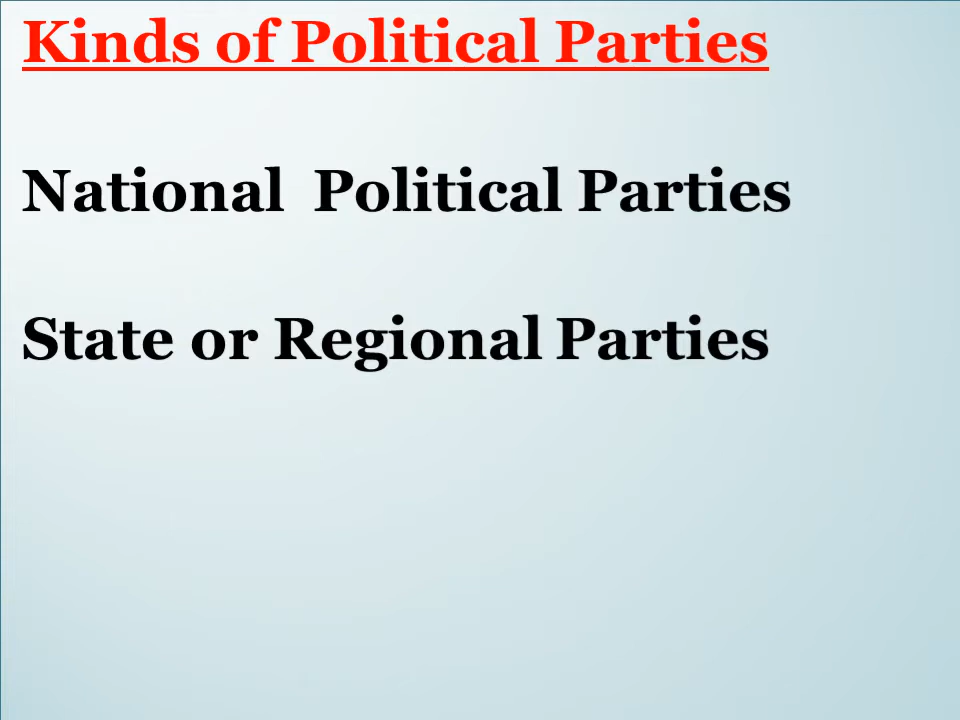 Kinds of Political Parties
National  Political Parties
State or Regional Parties